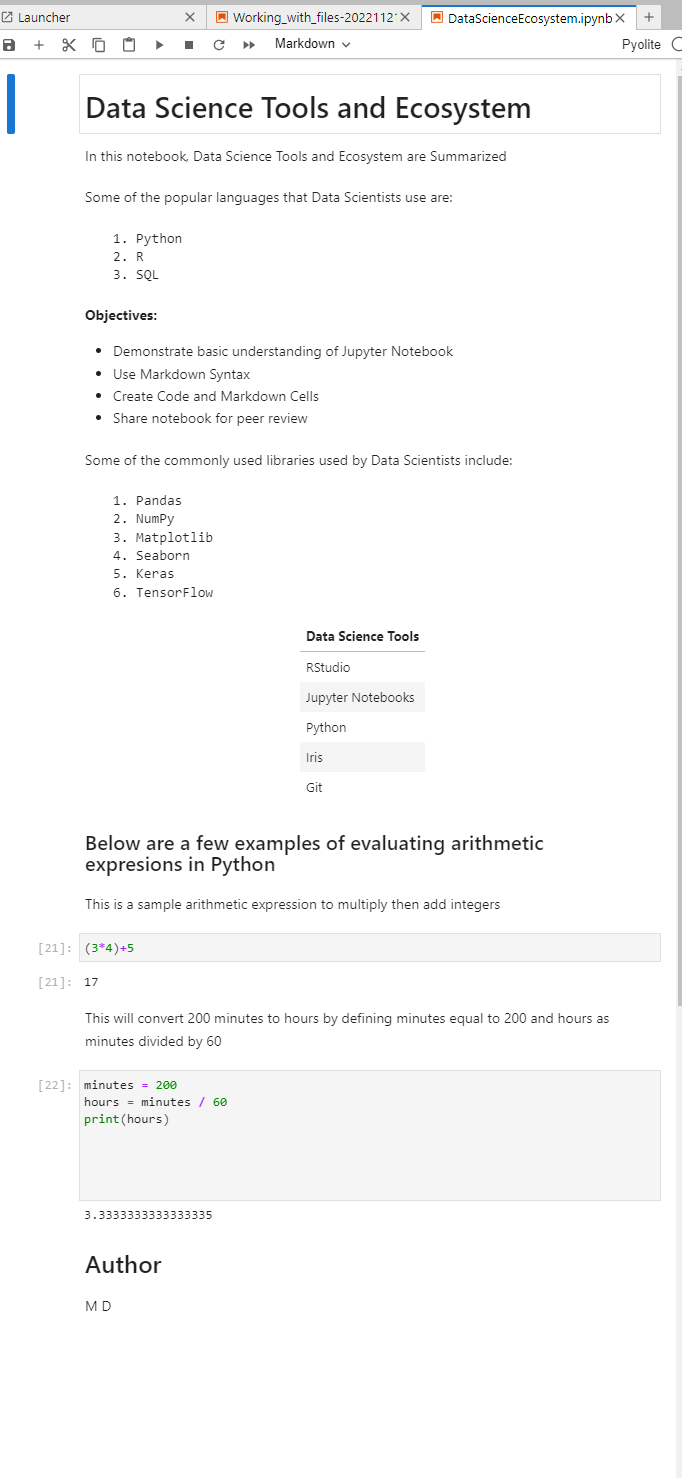 Launcher
Working_with_files-2022112
DataScienceEcosystem.ipynb
Markdown
Pyolite
Data Science Tools and Ecosystem
In this notebook, Data Science Tools and Ecosystem are Summarized
Some of the popular languages that Data Scientists use are:
1. Python
2. R
3. SQL
Objectives:
• Demonstrate basic understanding of Jupyter Notebook
• Use Markdown Syntax
• Create Code and Markdown Cells
• Share notebook for peer review
Some of the commonly used libraries used by Data Scientists include:
1. Pandas
2. NumPy
3. Matplotlib
4. Seaborn
5. Keras
6. TensorFlow
Data Science Tools
RStudio
Jupyter Notebooks
Python
Iris
Git
Below are a few examples of evaluating arithmetic
expresions in Python
This is a sample arithmetic expression to multiply then add integers
[21]: (3*4)+5
[21]: 17
This will convert 200 minutes to hours by defining minutes equal to 200 and hours as
minutes divided by 60
[22]: minutes = 200
hours = minutes / 60
print(hours)
3.3333333333333335
Author
M D